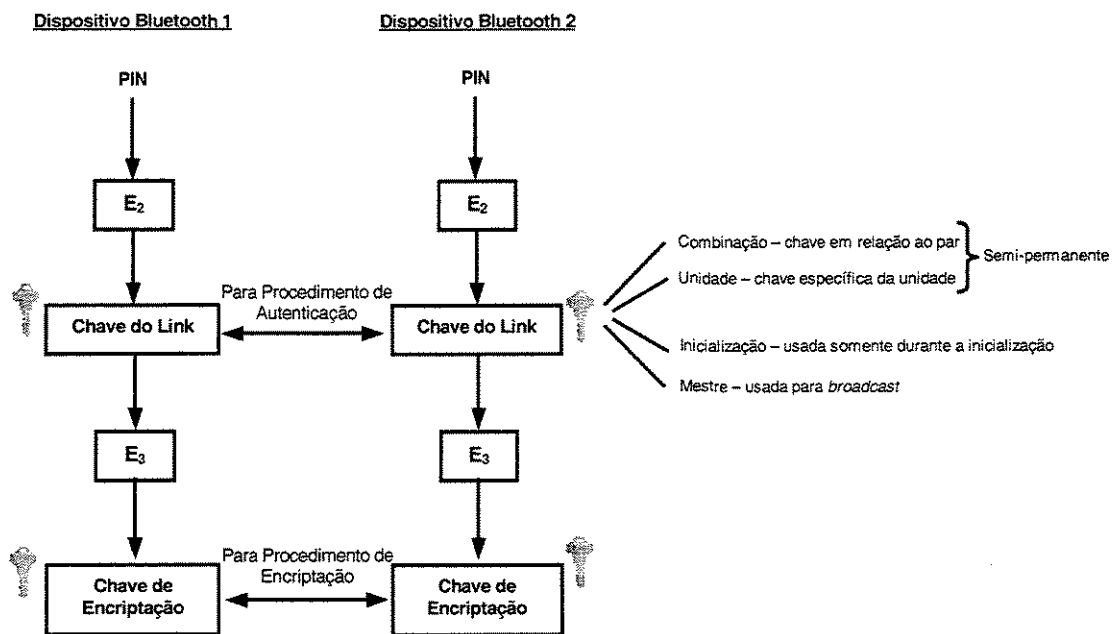 Dispositivo Bluetooth 1
Dispositivo Bluetooth 2
PIN
PIN
E₂
E₂
Combinação – chave em relação ao par
Unidade – chave específica da unidade
Semi-permanente
Para Procedimento de
Autenticação
Chave do Link
Chave do Link
Inicialização – usada somente durante a inicialização
Mestre – usada para broadcast
E₃
E₃
Para Procedimento de
Encriptação
Chave de
Encriptação
Chave de
Encriptação